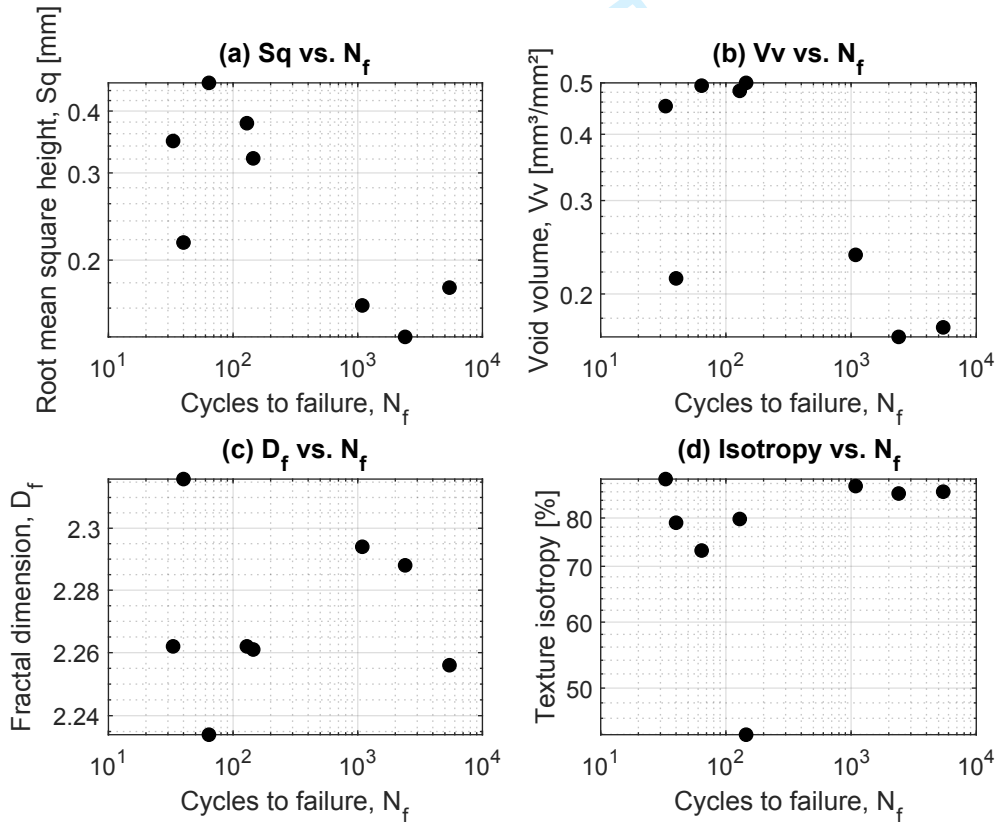 (a) Sq vs. N_f
Root mean square height, Sq [mm]
0.4
0.3
0.2
10^1 10^2 10^3 10^4
Cycles to failure, N_f
(b) Vv vs. N_f
Void volume, Vv [mm³/mm²]
0.5
0.4
0.3
0.2
10^1 10^2 10^3 10^4
Cycles to failure, N_f
(c) D_f vs. N_f
Fractal dimension, D_f
2.3
2.28
2.26
2.24
10^1 10^2 10^3 10^4
Cycles to failure, N_f
(d) Isotropy vs. N_f
Texture isotropy [%]
80
70
60
50
10^1 10^2 10^3 10^4
Cycles to failure, N_f